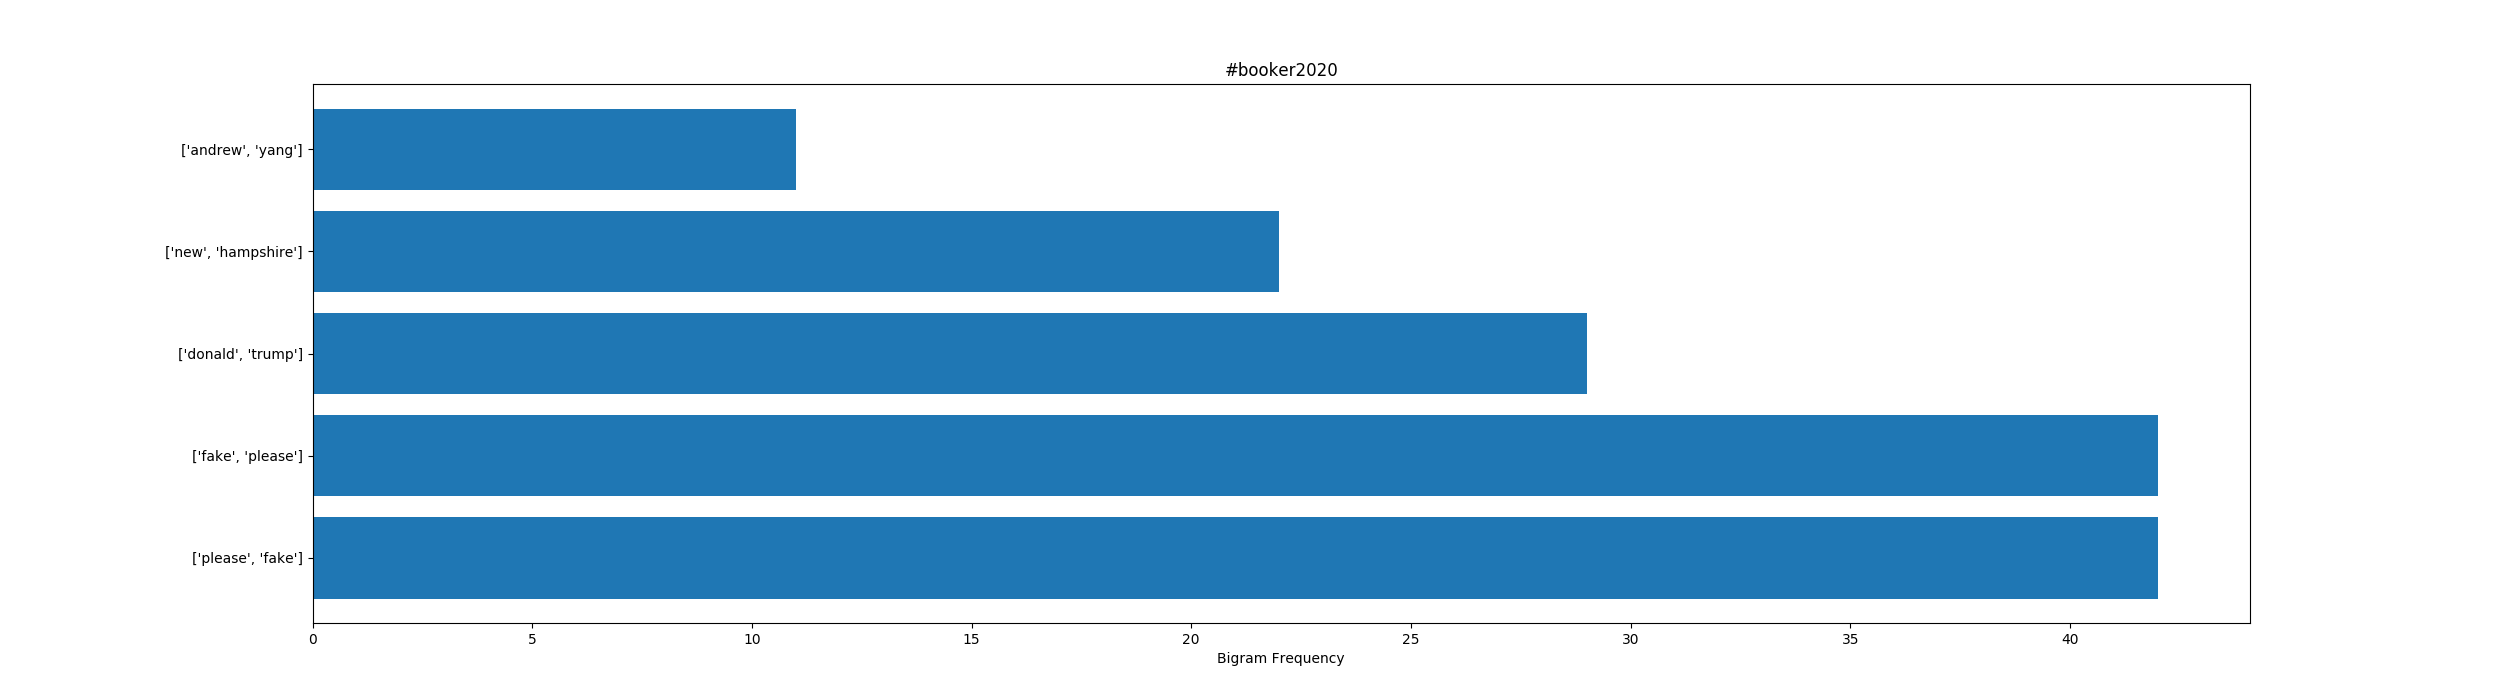 #booker2020
['andrew', 'yang']
['new', 'hampshire']
['donald', 'trump']
['fake', 'please']
['please', 'fake']
0 5 10 15 20 25 30 35 40
Bigram Frequency